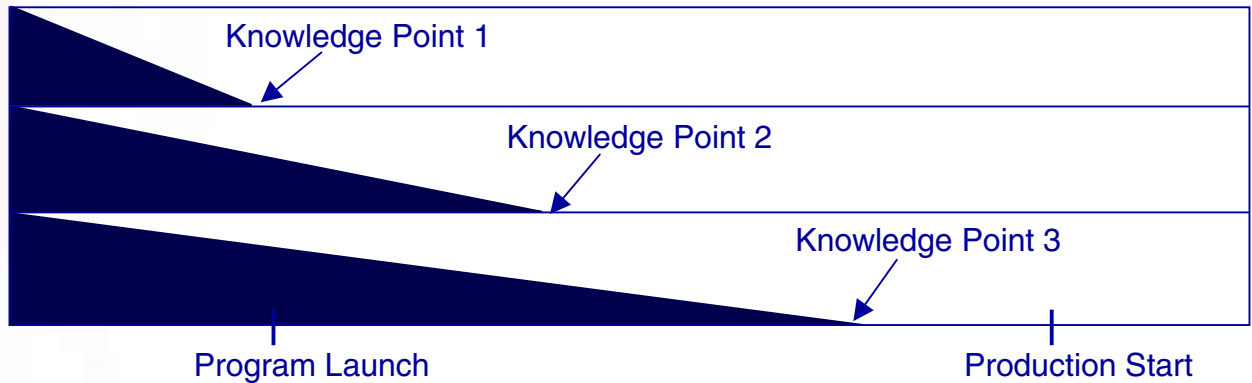 Knowledge Point 1
Knowledge Point 2
Knowledge Point 3
Program Launch
Production Start